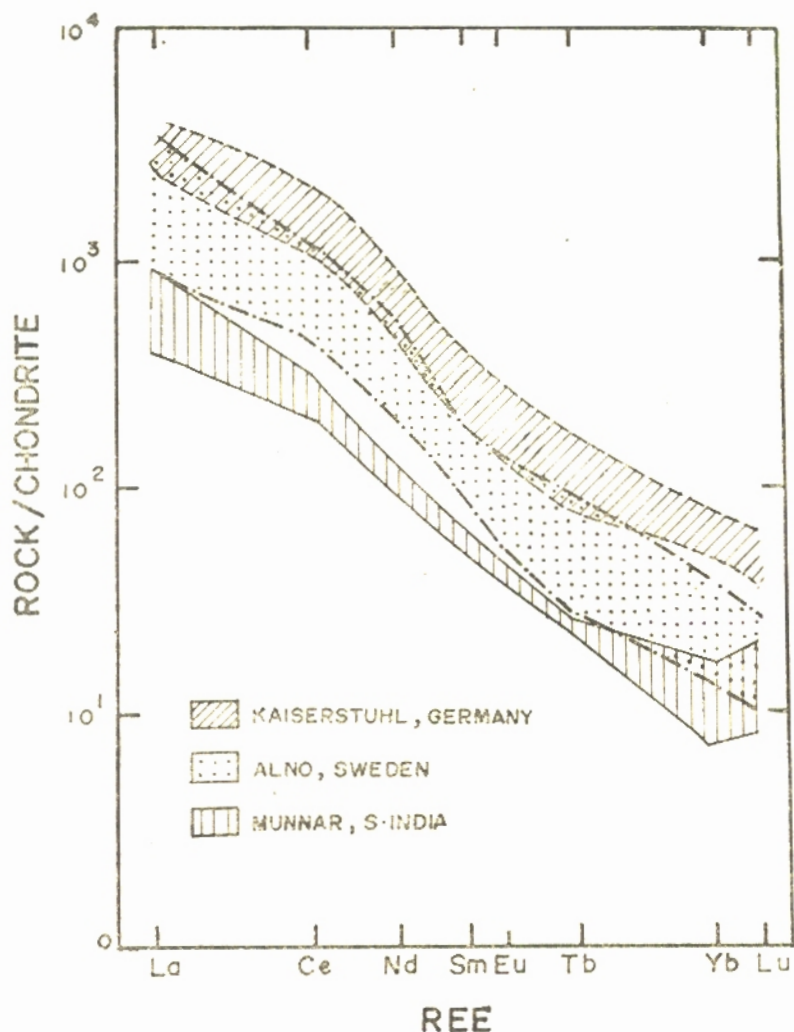 10⁴
10³
10²
10¹
0
ROCK/CHONDRITE
KAISERSTUHL, GERMANY
ALNO, SWEDEN
MUNNAR, S·INDIA
La Ce Nd Sm Eu Tb Yb Lu
REE